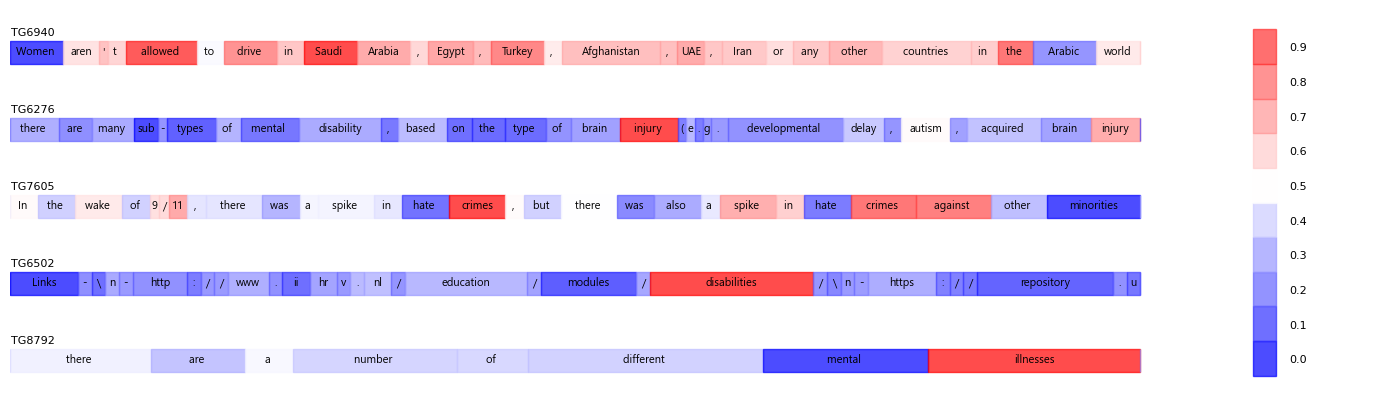 TG6940
Women aren ' t allowed to drive in Saudi Arabia , Egypt , Turkey , Afghanistan , UAE , Iran or any other countries in the Arabic world
TG6276
there are many sub - types of mental disability , based on the type of brain injury ( e . g . developmental delay , autism , acquired brain injury
TG7605
In the wake of 9 / 11 , there was a spike in hate crimes , but there was also a spike in hate crimes against other minorities
TG6502
Links - \ n - http : / / www . ii hr v . nl / education / modules / disabilities / \ n - https : / / repository . u
TG8792
there are a number of different mental illnesses
0.9
0.8
0.7
0.6
0.5
0.4
0.3
0.2
0.1
0.0